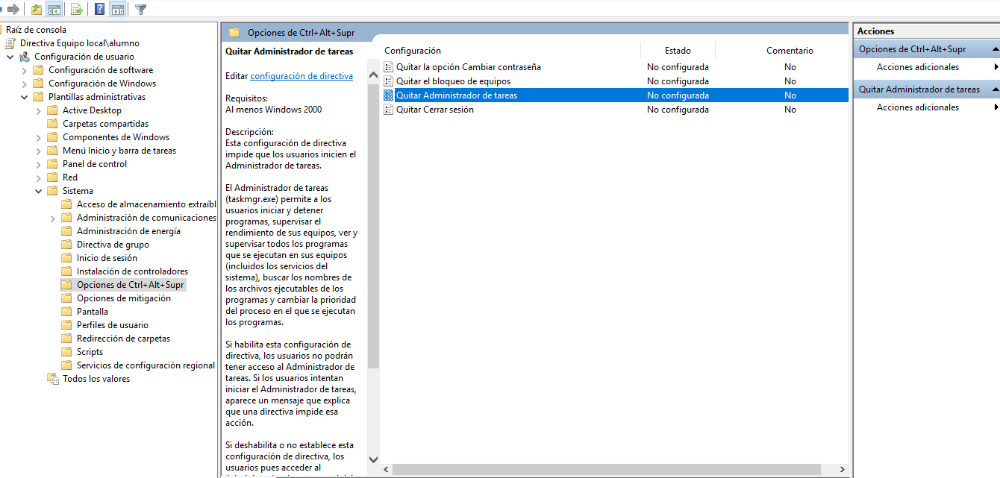 Raíz de consola
Directiva Equipo local\alumno
Configuración de usuario
Configuración de software
Configuración de Windows
Plantillas administrativas
Active Desktop
Carpetas compartidas
Componentes de Windows
Menú Inicio y barra de tareas
Panel de control
Red
Sistema
Acceso de almacenamiento extraíbl
Administración de comunicaciones
Administración de energía
Directiva de grupo
Inicio de sesión
Instalación de controladores
Opciones de Ctrl+Alt+Supr
Opciones de mitigación
Pantalla
Perfiles de usuario
Redirección de carpetas
Scripts
Servicios de configuración regional
Todos los valores
Opciones de Ctrl+Alt+Supr
Quitar Administrador de tareas
Editar configuración de directiva
Requisitos:
Al menos Windows 2000
Descripción:
Esta configuración de directiva
impide que los usuarios inicien el
Administrador de tareas.
El Administrador de tareas
(taskmgr.exe) permite a los
usuarios iniciar y detener
programas, supervisar el
rendimiento de sus equipos, ver y
supervisar todos los programas
que se ejecutan en sus equipos
(incluidos los servicios del
sistema), buscar los nombres de
los archivos ejecutables de los
programas y cambiar la prioridad
del proceso en el que se ejecutan
los programas.
Si habilita esta configuración de
directiva, los usuarios no podrán
tener acceso al Administrador de
tareas. Si los usuarios intentan
iniciar el Administrador de tareas,
aparece un mensaje que explica
que una directiva impide esa
acción.
Si deshabilita o no establece esta
configuración de directiva, los
usuarios pues acceder al
Configuración Estado Comentario
Quitar la opción Cambiar contraseña No configurada No
Quitar el bloqueo de equipos No configurada No
Quitar Administrador de tareas No configurada No
Quitar Cerrar sesión No configurada No
Acciones
Opciones de Ctrl+Alt+Supr
Acciones adicionales
Quitar Administrador de tareas
Acciones adicionales